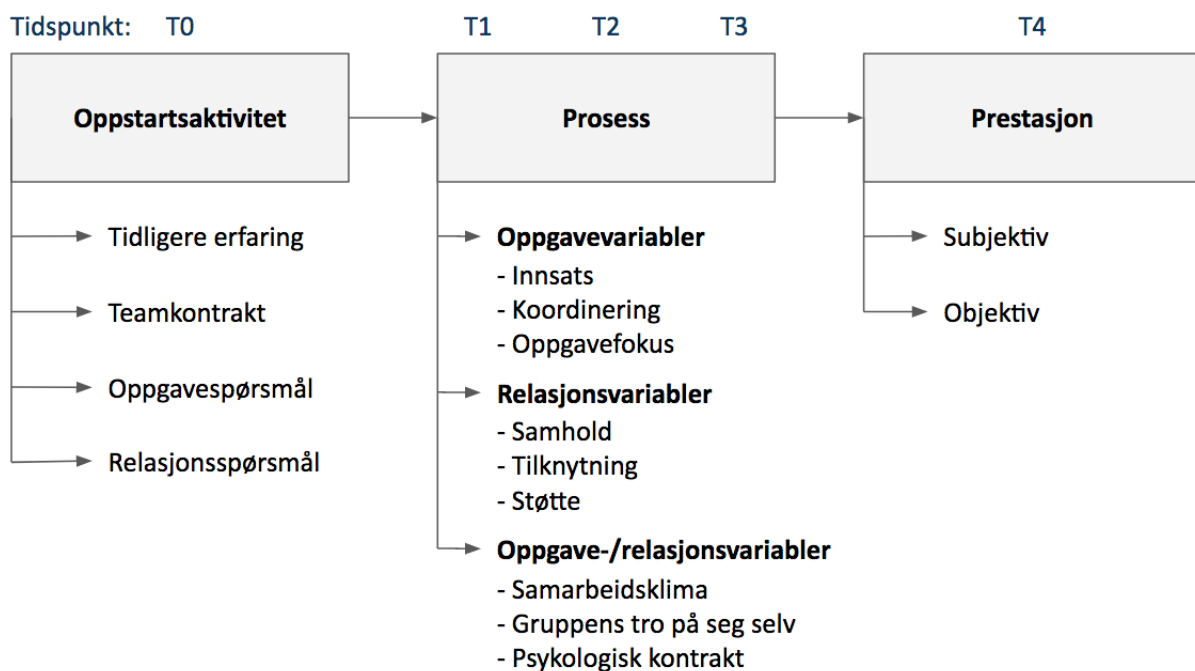 Tidspunkt: T0 T1 T2 T3 T4
Oppstartsaktivitet
Prosess
Prestasjon
Tidligere erfaring
Teamkontrakt
Oppgavespørsmål
Relasjonsspørsmål
Oppgavevariabler
- Innsats
- Koordinering
- Oppgavefokus
Relasjonsvariabler
- Samhold
- Tilknytning
- Støtte
Oppgave-/relasjonsvariabler
- Samarbeidsklima
- Gruppens tro på seg selv
- Psykologisk kontrakt
Subjektiv
Objektiv